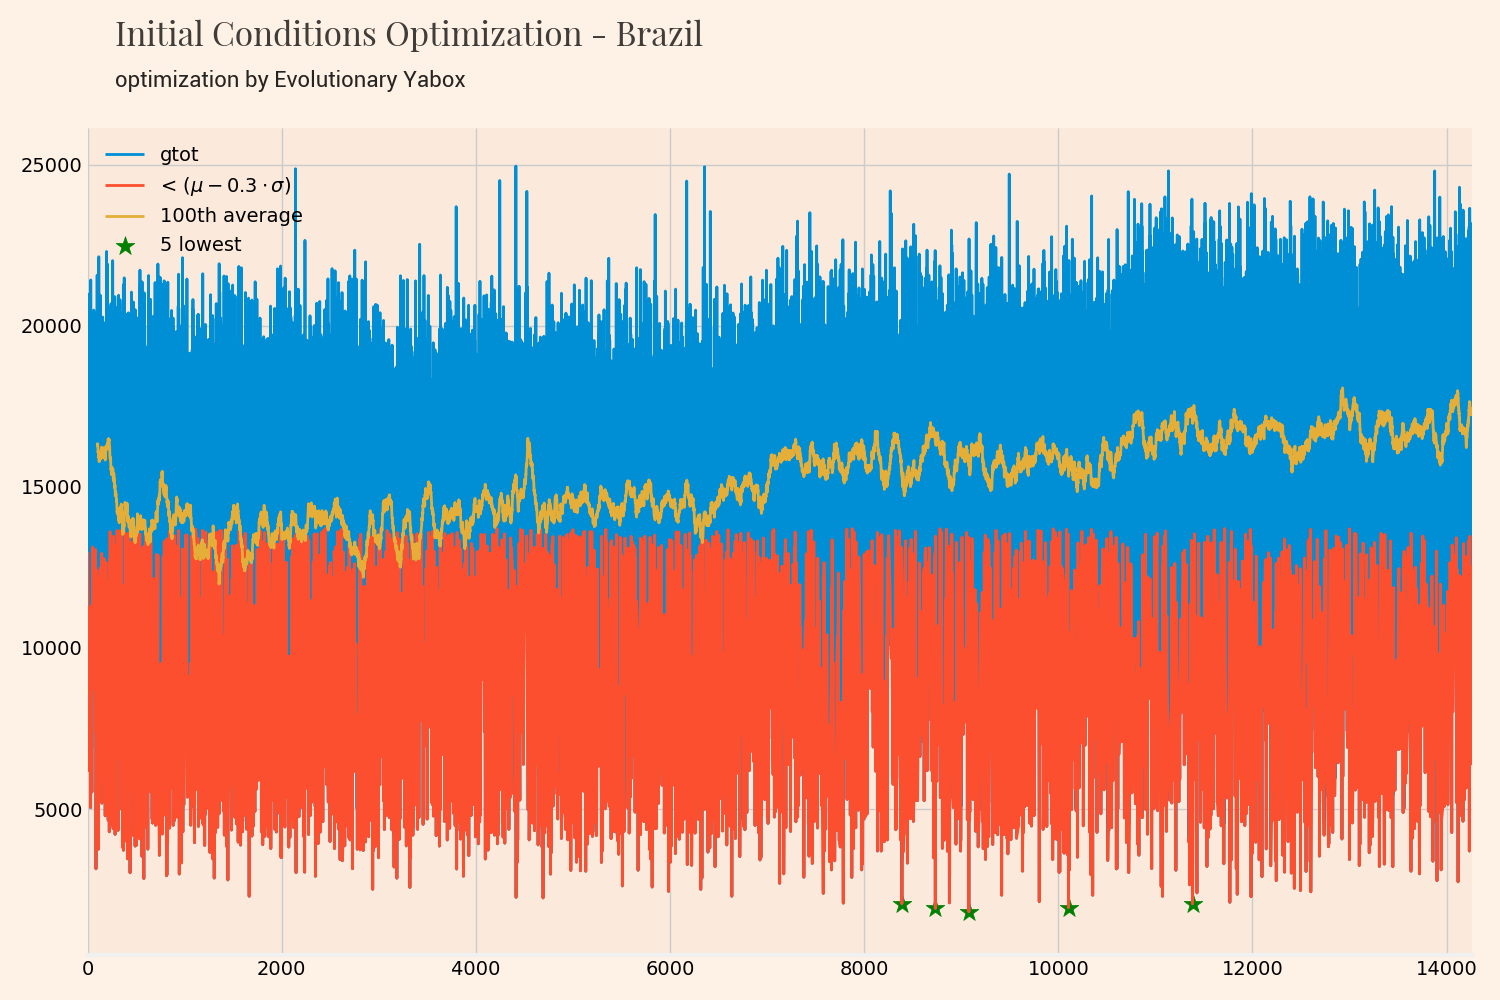 Initial Conditions Optimization - Brazil
optimization by Evolutionary Yabox
gtot
< (μ − 0.3 · σ)
100th average
5 lowest
25000
20000
15000
10000
5000
0 2000 4000 6000 8000 10000 12000 14000